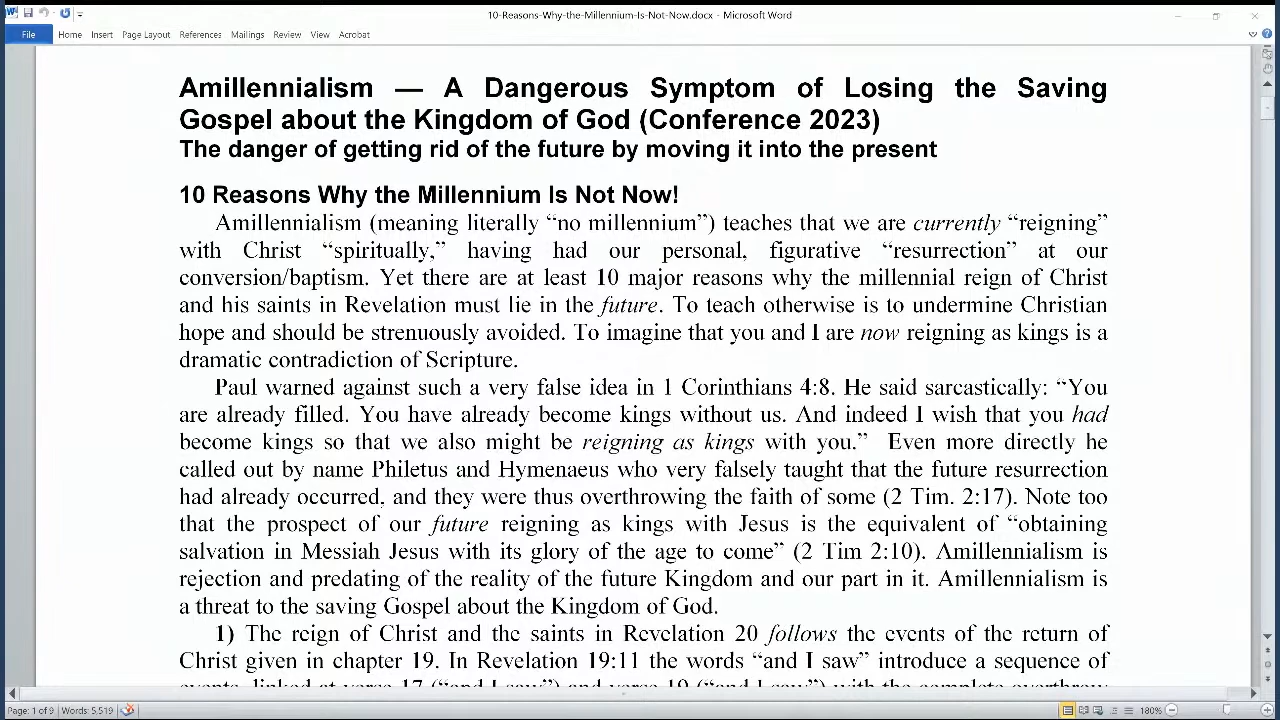 10-Reasons-Why-the-Millennium-Is-Not-Now.docx - Microsoft Word
File Home Insert Page Layout References Mailings Review View Acrobat
Amillennialism — A Dangerous Symptom of Losing the Saving
Gospel about the Kingdom of God (Conference 2023)
The danger of getting rid of the future by moving it into the present
10 Reasons Why the Millennium Is Not Now!
Amillennialism (meaning literally “no millennium”) teaches that we are currently “reigning”
with Christ “spiritually,” having had our personal, figurative “resurrection” at our
conversion/baptism. Yet there are at least 10 major reasons why the millennial reign of Christ
and his saints in Revelation must lie in the future. To teach otherwise is to undermine Christian
hope and should be strenuously avoided. To imagine that you and I are now reigning as kings is a
dramatic contradiction of Scripture.
Paul warned against such a very false idea in 1 Corinthians 4:8. He said sarcastically: “You
are already filled. You have already become kings without us. And indeed I wish that you had
become kings so that we also might be reigning as kings with you.” Even more directly he
called out by name Philetus and Hymenaeus who very falsely taught that the future resurrection
had already occurred, and they were thus overthrowing the faith of some (2 Tim. 2:17). Note too
that the prospect of our future reigning as kings with Jesus is the equivalent of “obtaining
salvation in Messiah Jesus with its glory of the age to come” (2 Tim 2:10). Amillennialism is
rejection and predating of the reality of the future Kingdom and our part in it. Amillennialism is
a threat to the saving Gospel about the Kingdom of God.
1) The reign of Christ and the saints in Revelation 20 follows the events of the return of
Christ given in chapter 19. In Revelation 19:11 the words “and I saw” introduce a sequence of
events, linked at verse 17 (“and I saw”) and verse 19 (“and I saw”) with the complete overthrow
Page: 1 of 9 Words: 5,519 180%